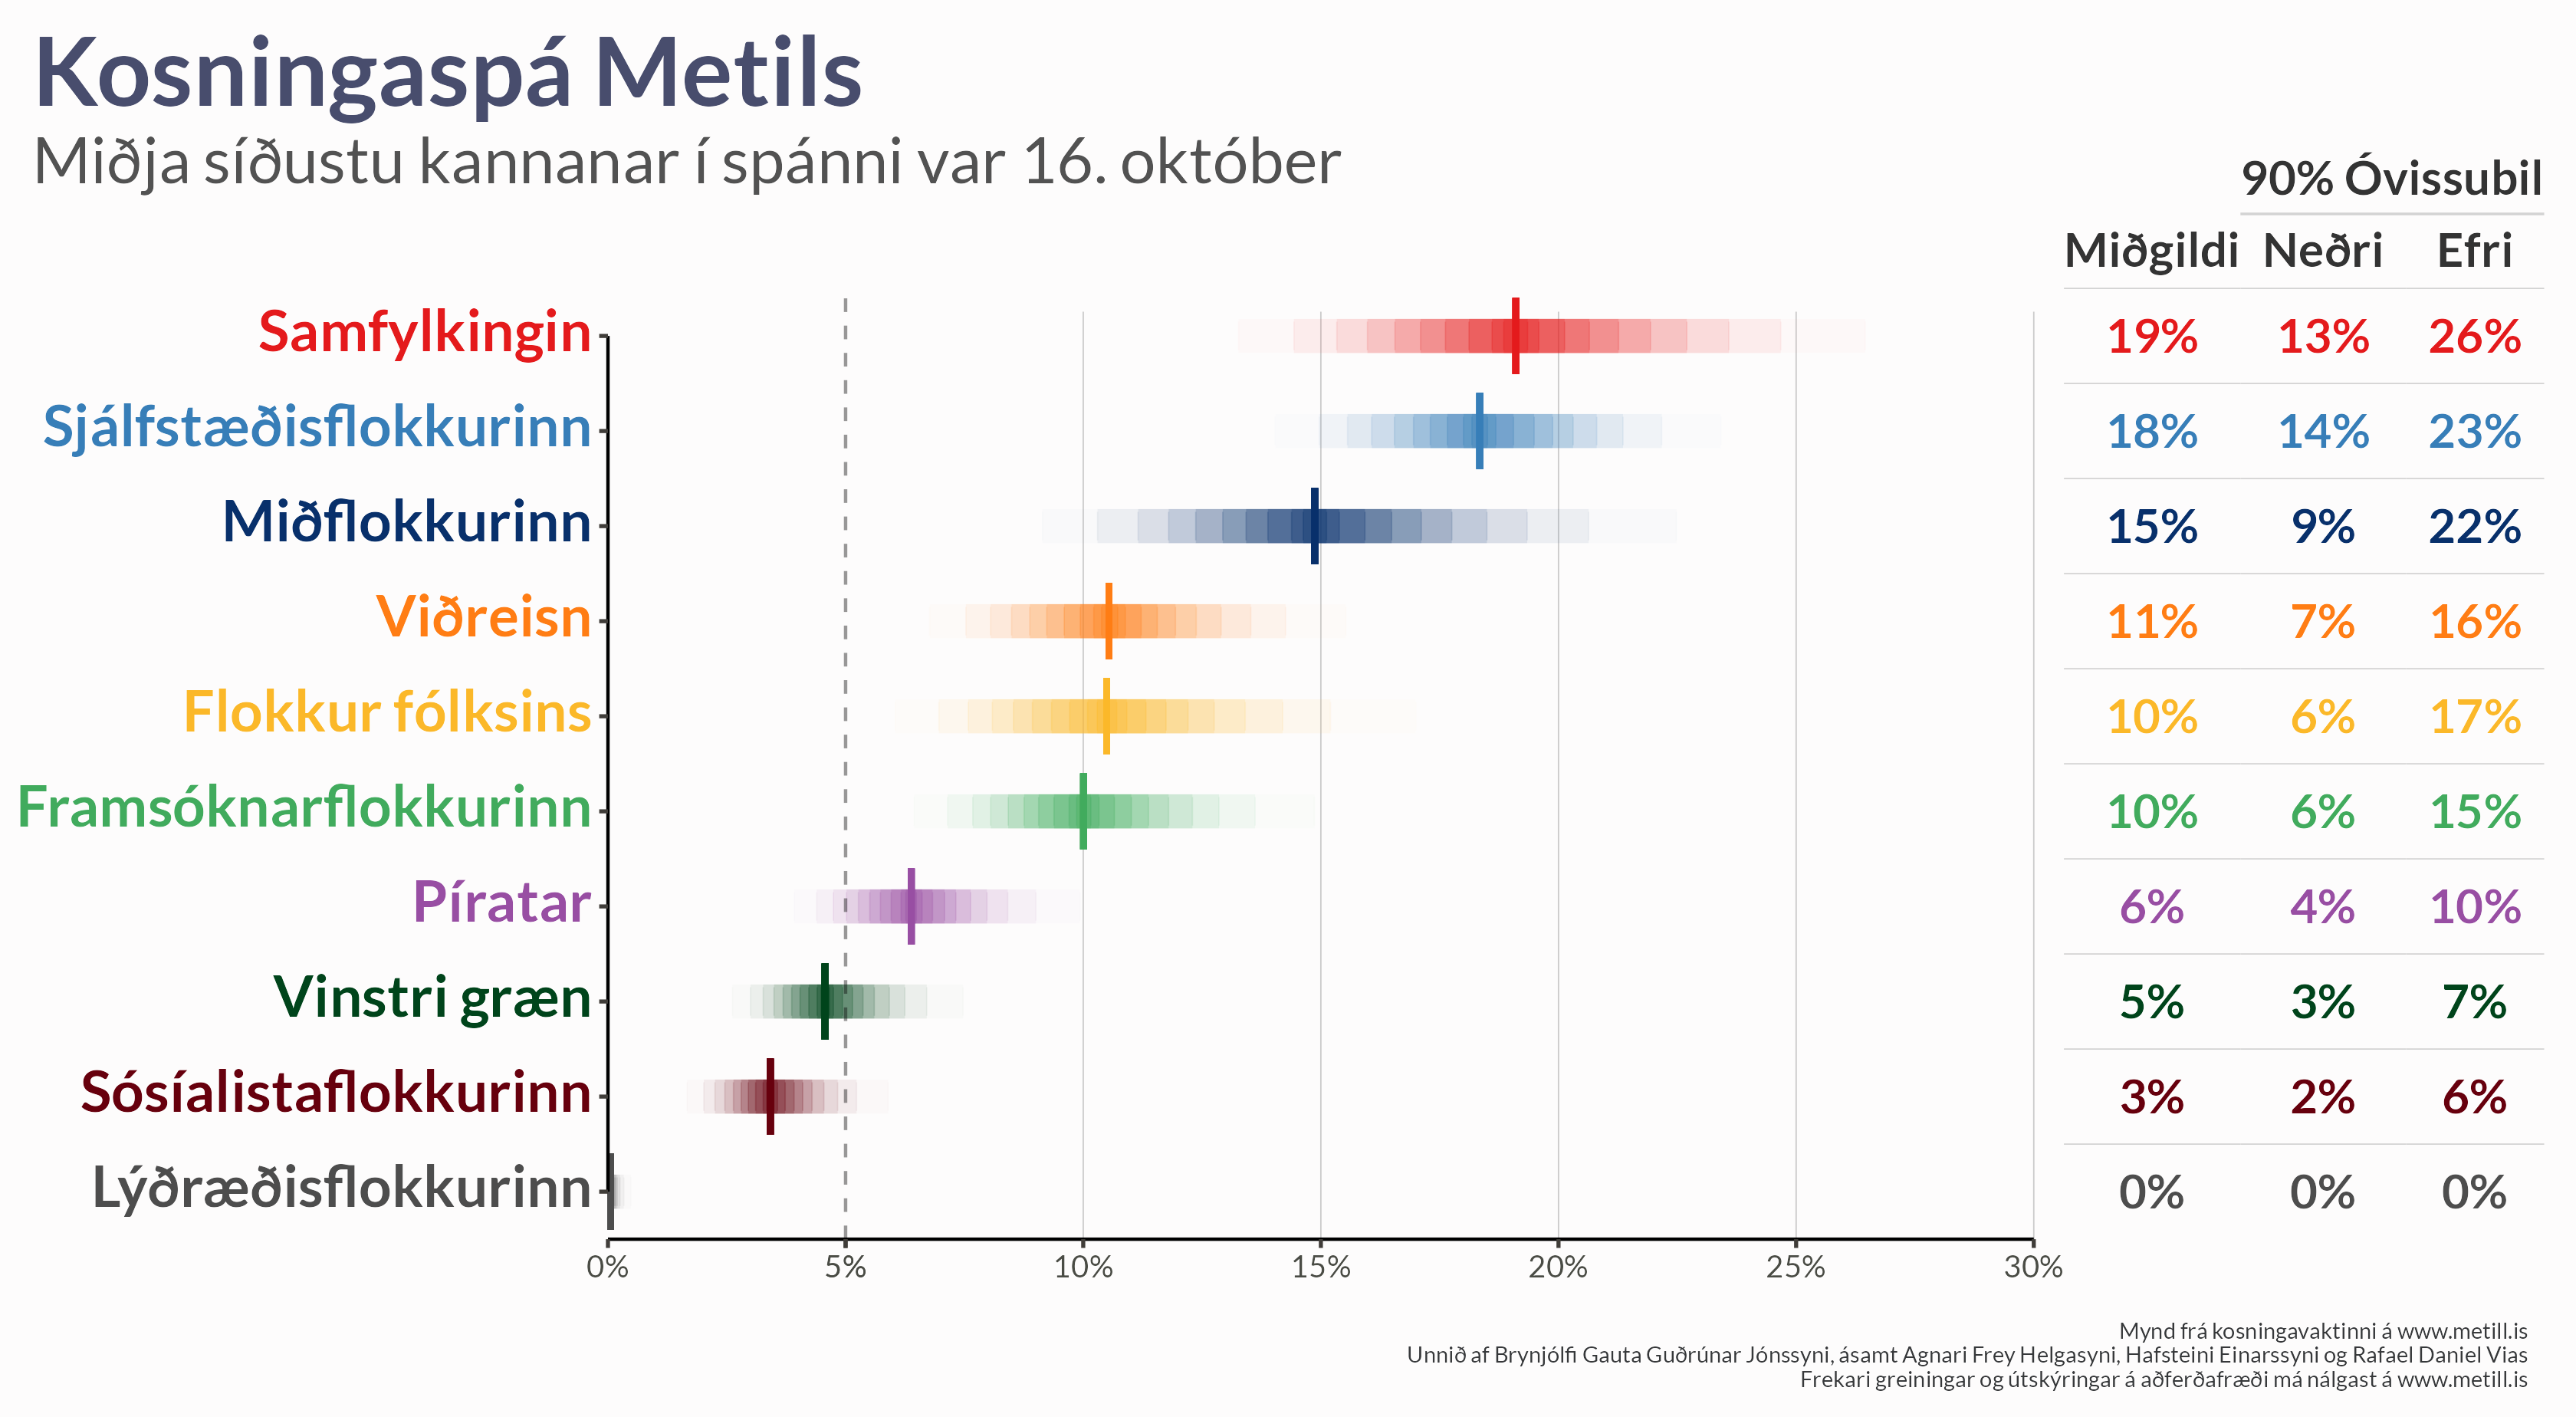 Kosningaspá Metils
Miðja síðustu kannanar í spánni var 16. október
90% Óvissubil
Miðgildi Neðri Efri
Samfylkingin 19% 13% 26%
Sjálfstæðisflokkurinn 18% 14% 23%
Miðflokkurinn 15% 9% 22%
Viðreisn 11% 7% 16%
Flokkur fólksins 10% 6% 17%
Framsóknarflokkurinn 10% 6% 15%
Píratar 6% 4% 10%
Vinstri græn 5% 3% 7%
Sósíalistaflokkurinn 3% 2% 6%
Lýðræðisflokkurinn 0% 0% 0%
0% 5% 10% 15% 20% 25% 30%
Mynd frá kosningavaktinni á www.metill.is
Unnið af Brynjólfi Gauta Guðrúnar Jónssyni, ásamt Agnari Frey Helgasyni, Hafsteini Einarssyni og Rafael Daniel Vias
Frekari greiningar og útskýringar á aðferðafræði má nálgast á www.metill.is